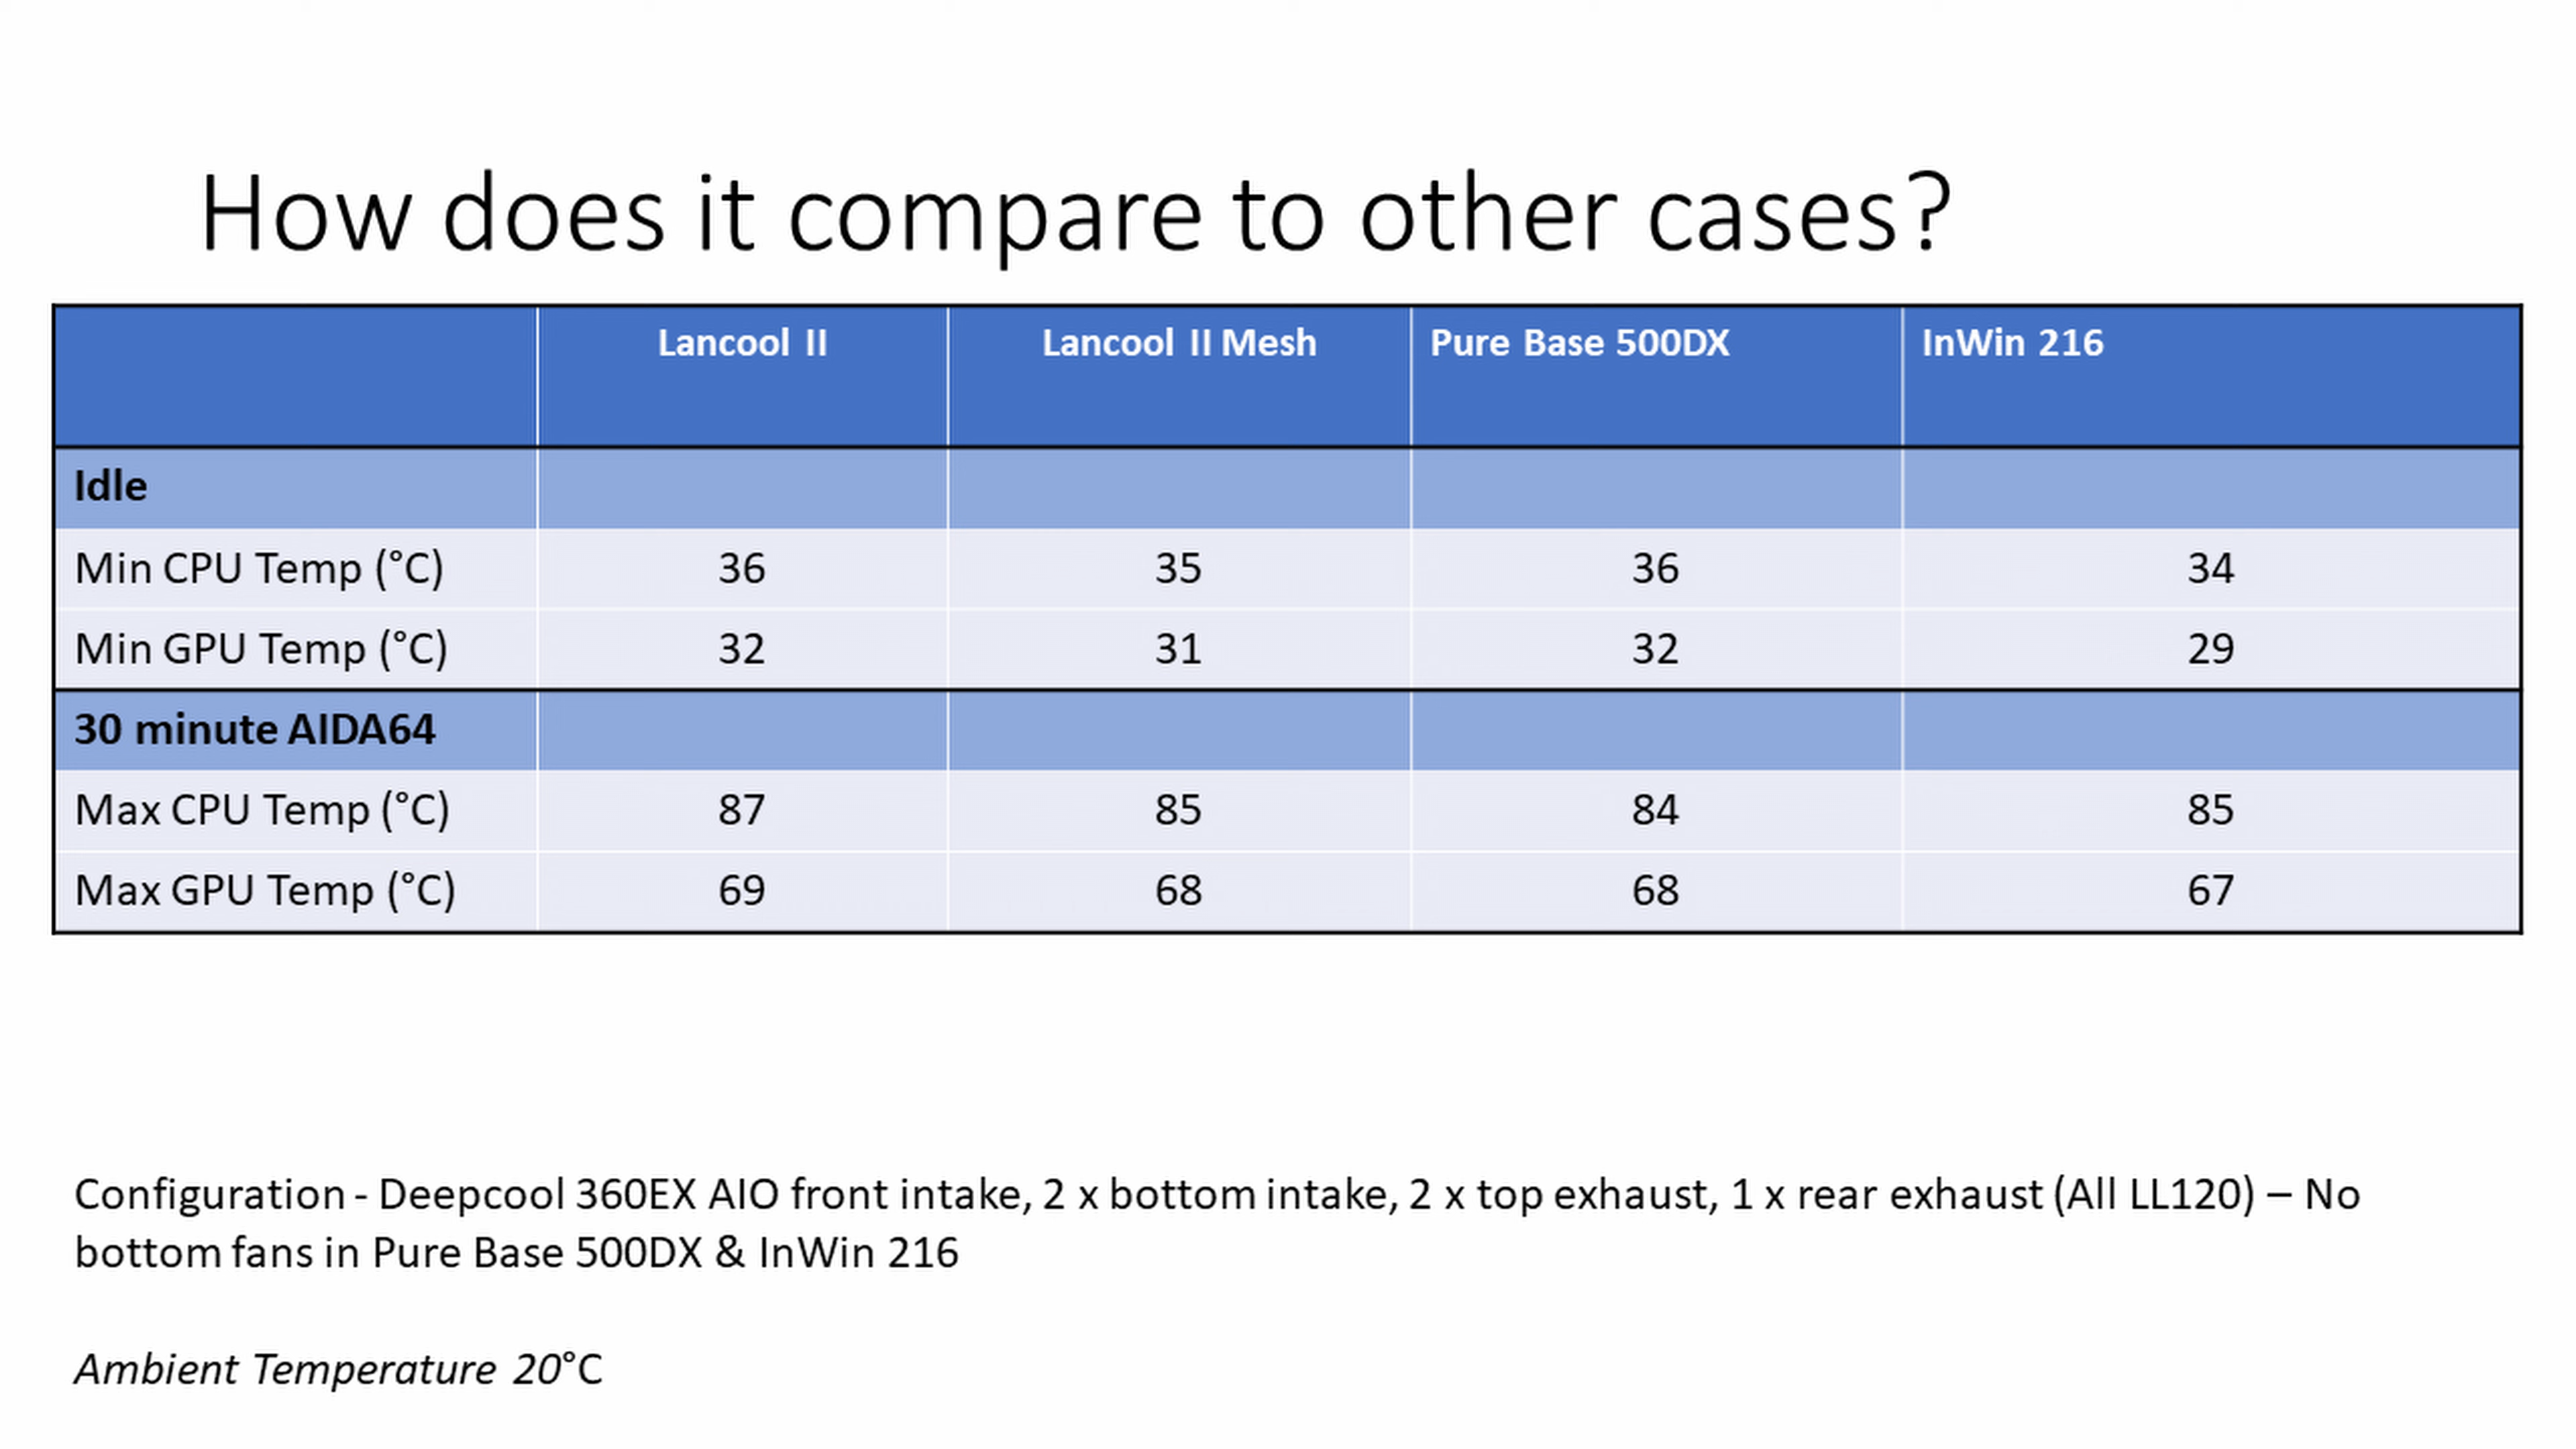 How does it compare to other cases?
Lancool II Lancool II Mesh Pure Base 500DX InWin 216
Idle
Min CPU Temp (°C) 36 35 36 34
Min GPU Temp (°C) 32 31 32 29
30 minute AIDA64
Max CPU Temp (°C) 87 85 84 85
Max GPU Temp (°C) 69 68 68 67
Configuration - Deepcool 360EX AIO front intake, 2 x bottom intake, 2 x top exhaust, 1 x rear exhaust (All LL120) – No
bottom fans in Pure Base 500DX & InWin 216
Ambient Temperature 20°C